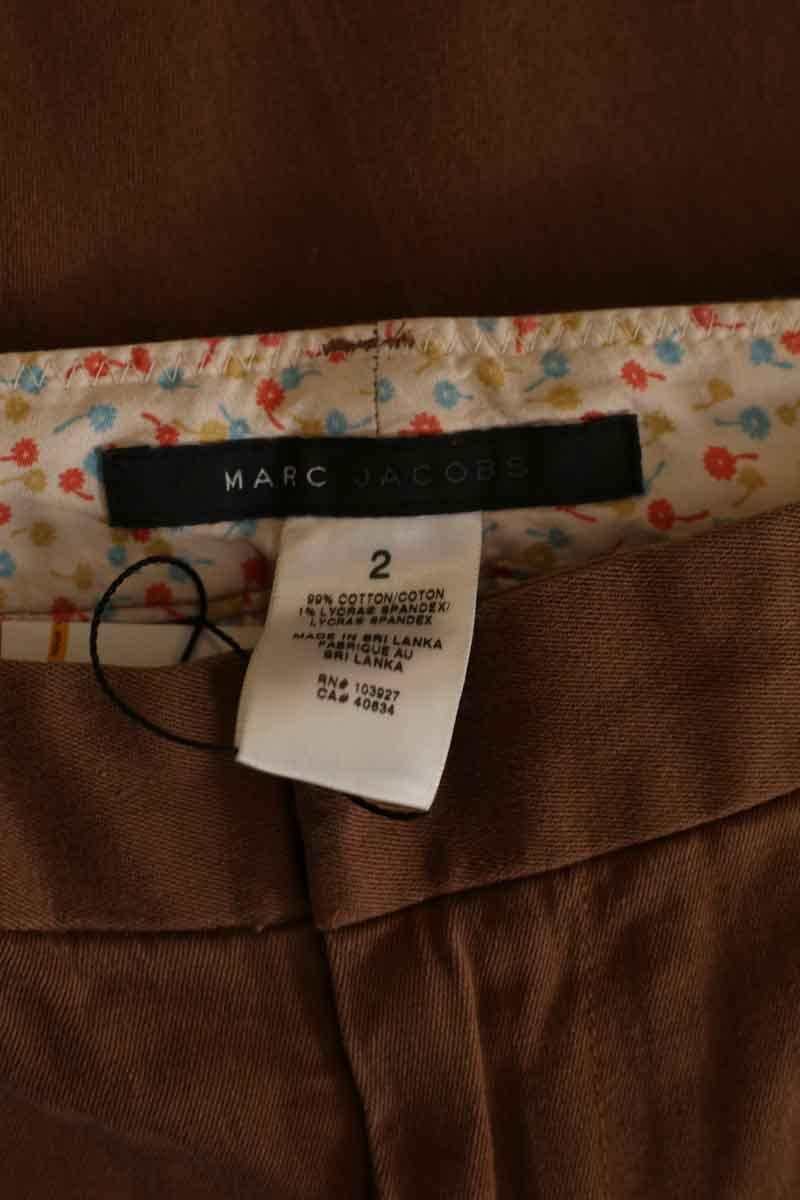 MARC JACOBS
2
99% COTTON/COTON
1% LYCRA® SPANDEX/
LYCRA® SPANDEX
MADE IN SRI LANKA
FABRIQUE AU
SRI LANKA
RN# 103927
CA# 40634